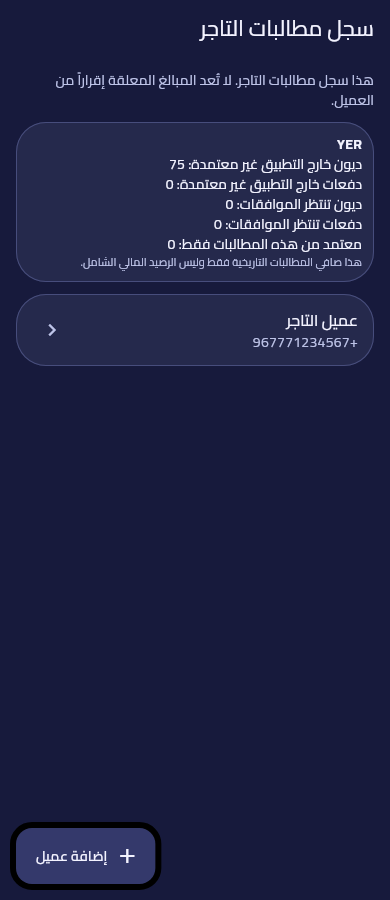 سجل مطالبات التاجر
هذا سجل مطالبات التاجر. لا تُعد المبالغ المعلقة إقراراً من
العميل.
YER
ديون خارج التطبيق غير معتمدة: 75
دفعات خارج التطبيق غير معتمدة: 0
ديون تنتظر الموافقات: 0
دفعات تنتظر الموافقات: 0
معتمد من هذه المطالبات فقط: 0
هذا صافي المطالبات التاريخية فقط وليس الرصيد المالي الشامل.
عميل التاجر
+967771234567
إضافة عميل